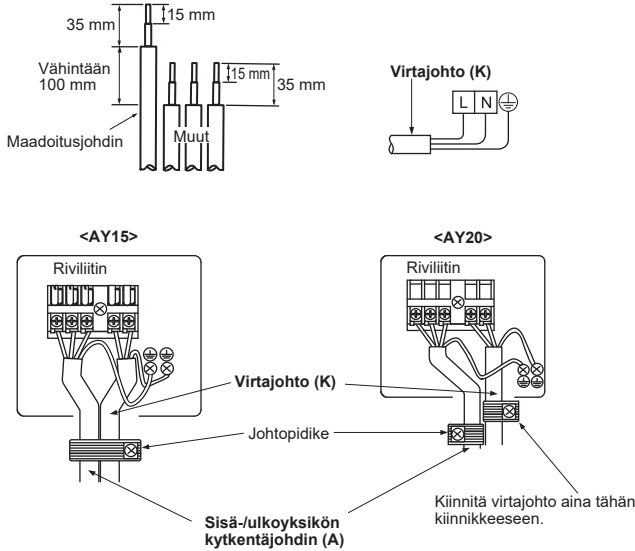 15 mm
35 mm
Vähintään
100 mm
Maadoitusjohdin
Muut
15 mm
35 mm
Virtajohto (K)
L N
<AY15>
Riviliitin
<AY20>
Riviliitin
Virtajohto (K)
Johtopidike
Sisä-/ulkoyksikön
kytkentäjohdin (A)
Kiinnitä virtajohto aina tähän
kiinnikkeeseen.